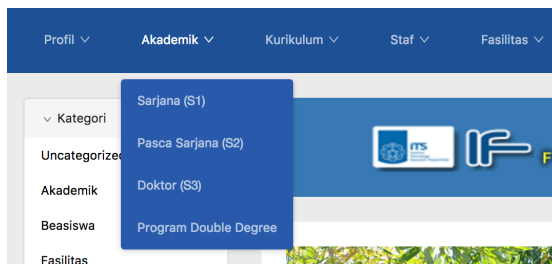 Profil Akademik Kurikulum Staf Fasilitas
Kategori
Uncategorized
Akademik
Beasiswa
Fasilitas
Sarjana (S1)
Pasca Sarjana (S2)
Doktor (S3)
Program Double Degree
ITS
IF
F